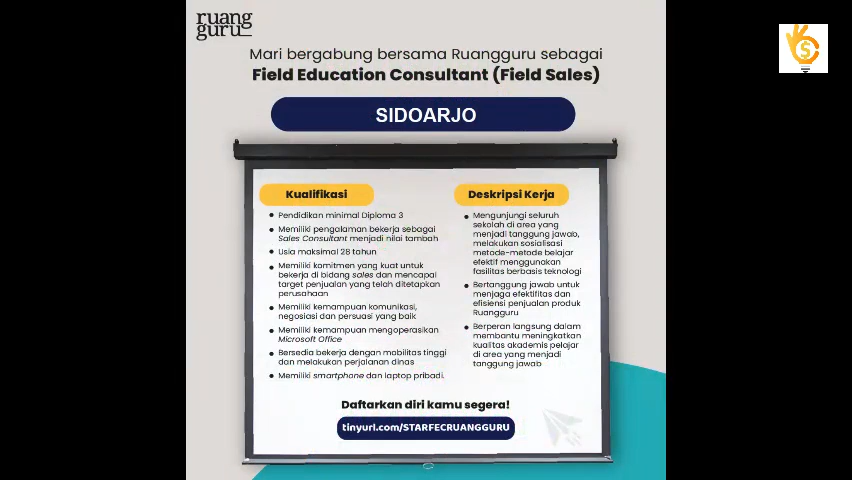 ruang
guru
Mari bergabung bersama Ruangguru sebagai
Field Education Consultant (Field Sales)
SIDOARJO
Kualifikasi
Pendidikan minimal Diploma 3
Memiliki pengalaman bekerja sebagai
Sales Consultant menjadi nilai tambah
Usia maksimal 28 tahun
Memiliki komitmen yang kuat untuk
bekerja di bidang sales dan mencapai
target penjualan yang telah ditetapkan
perusahaan
Memiliki kemampuan komunikasi,
negosiasi dan persuasi yang baik
Memiliki kemampuan mengoperasikan
Microsoft Office
Bersedia bekerja dengan mobilitas tinggi
dan melakukan perjalanan dinas
Memiliki smartphone dan laptop pribadi.
Deskripsi Kerja
Mengunjungi seluruh
sekolah di area yang
menjadi tanggung jawab,
melakukan sosialisasi
metode-metode belajar
efektif menggunakan
fasilitas berbasis teknologi
Bertanggung jawab untuk
menjaga efektifitas dan
efisiensi penjualan produk
Ruangguru
Berperan langsung dalam
membantu meningkatkan
kualitas akademis pelajar
di area yang menjadi
tanggung jawab
Daftarkan diri kamu segera!
tinyurl.com/STARFECRUANGGURU